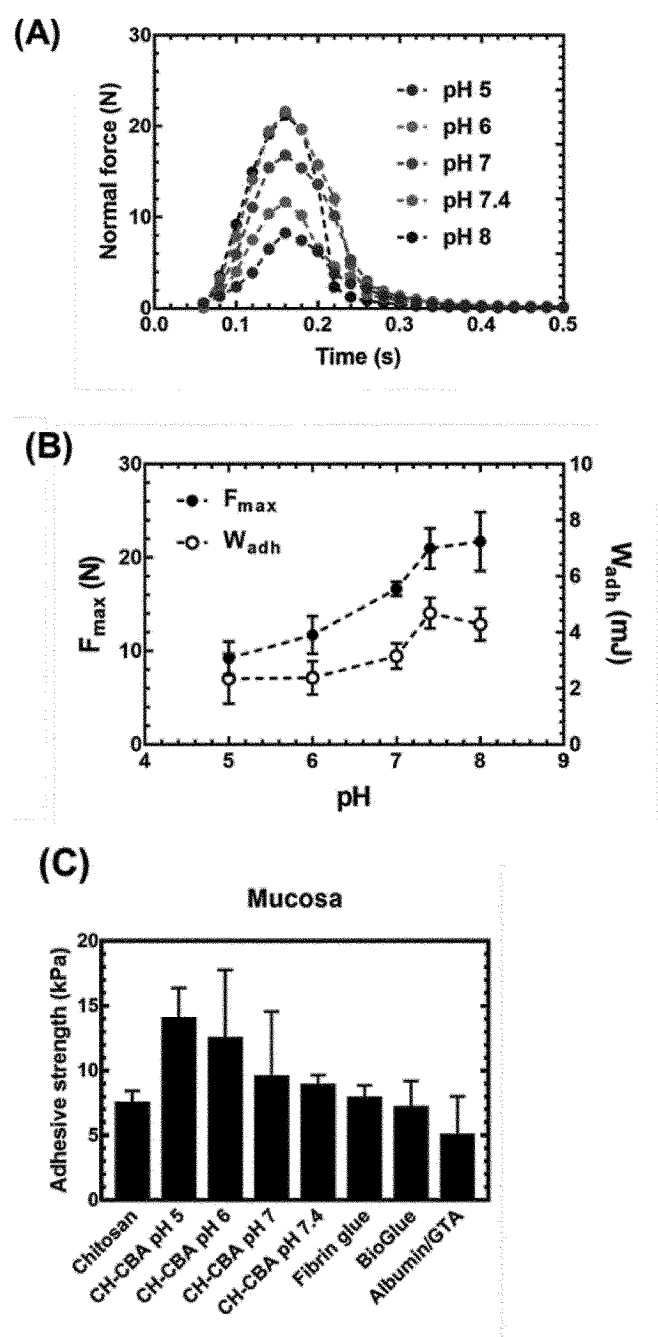 (A)
Normal force (N)
30
20
10
0
pH 5
pH 6
pH 7
pH 7.4
pH 8
0.0 0.1 0.2 0.3 0.4 0.5
Time (s)
(B)
Fmax (N)
30
20
10
0
Fmax
Wadh
10
8
6
4
2
0
Wadh (mJ)
4 5 6 7 8 9
pH
(C)
Mucosa
Adhesive strength (kPa)
20
15
10
5
0
Chitosan
CH-CBA pH 5
CH-CBA pH 6
CH-CBA pH 7
CH-CBA pH 7.4
Fibrin glue
BioGlue
Albumin/GTA